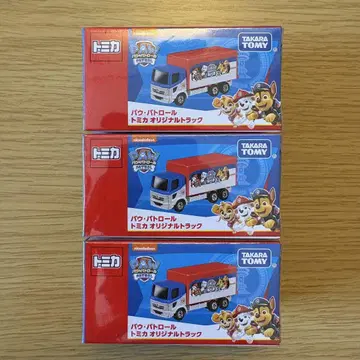 トミカ
TAKARA
TOMY
パウ・パトロール
トミカ オリジナルトラック
トミカ
nickelodeon
TAKARA
TOMY
パウ・パトロール
トミカ オリジナルトラック
トミカ
nickelodeon
TAKARA
TOMY
パウ・パトロール
トミカ オリジナルトラック